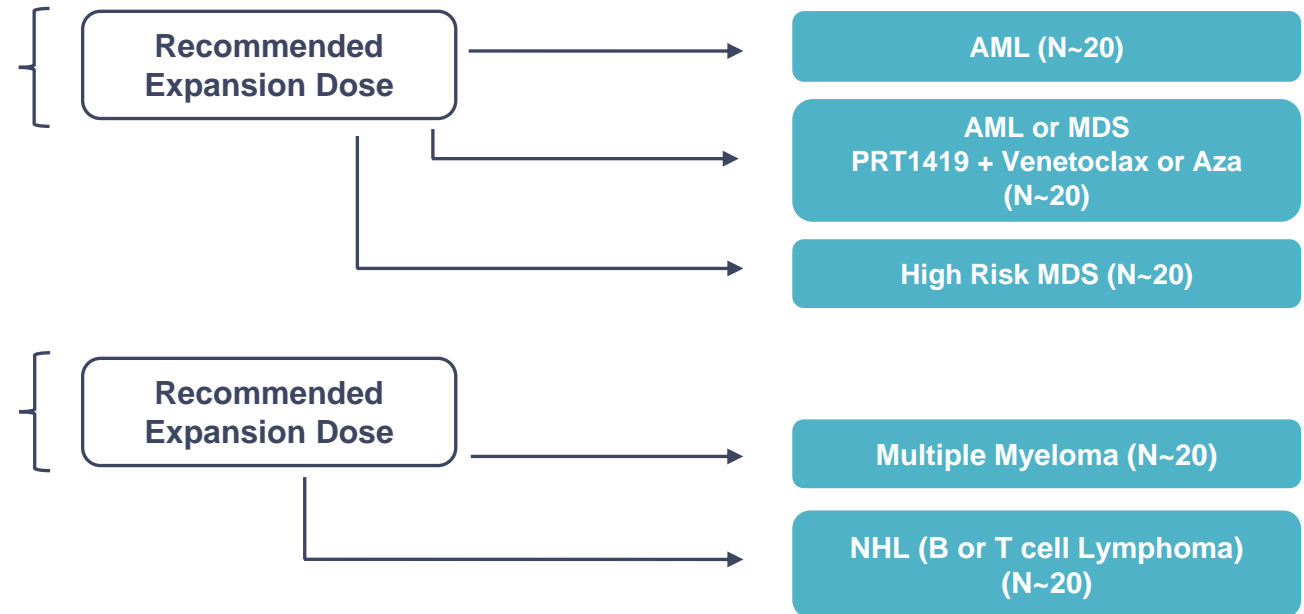 Recommended
Expansion Dose
AML (N~20)
AML or MDS
PRT1419 + Venetoclax or Aza
(N~20)
High Risk MDS (N~20)
Recommended
Expansion Dose
Multiple Myeloma (N~20)
NHL (B or T cell Lymphoma)
(N~20)